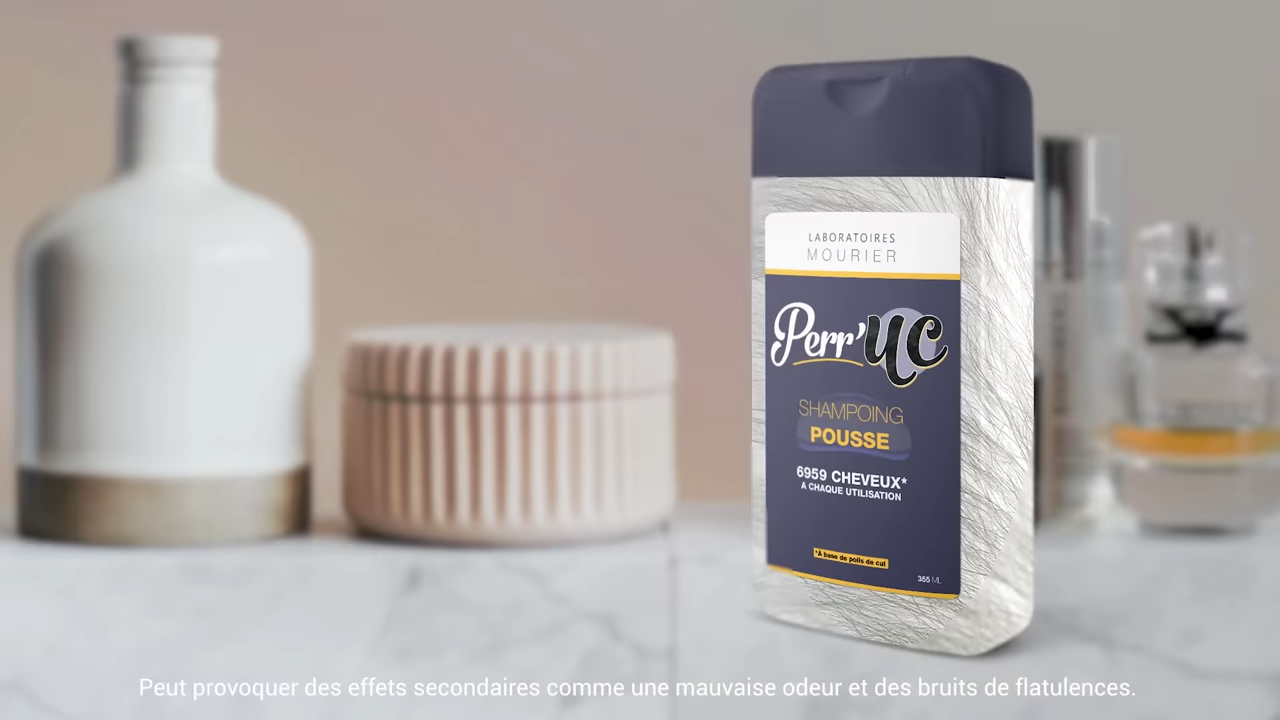 LABORATOIRES
MOURIER
Perr'UC
SHAMPOING
POUSSE
6959 CHEVEUX*
A CHAQUE UTILISATION
*À base de poils de cul
355 ML
Peut provoquer des effets secondaires comme une mauvaise odeur et des bruits de flatulences.